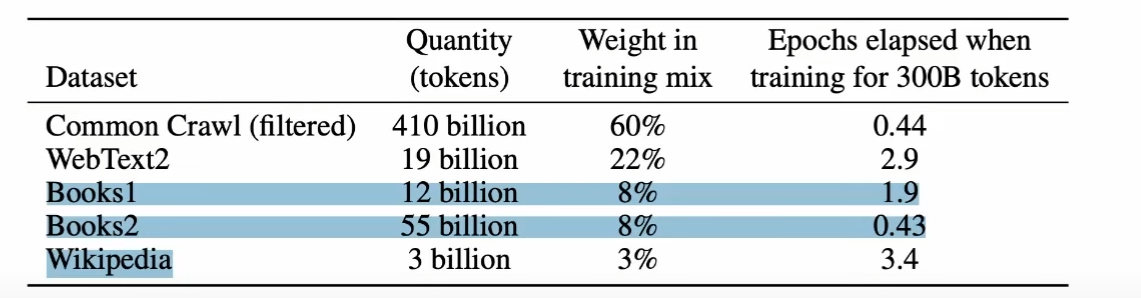 Dataset Quantity (tokens) Weight in training mix Epochs elapsed when training for 300B tokens
Common Crawl (filtered) 410 billion 60% 0.44
WebText2 19 billion 22% 2.9
Books1 12 billion 8% 1.9
Books2 55 billion 8% 0.43
Wikipedia 3 billion 3% 3.4